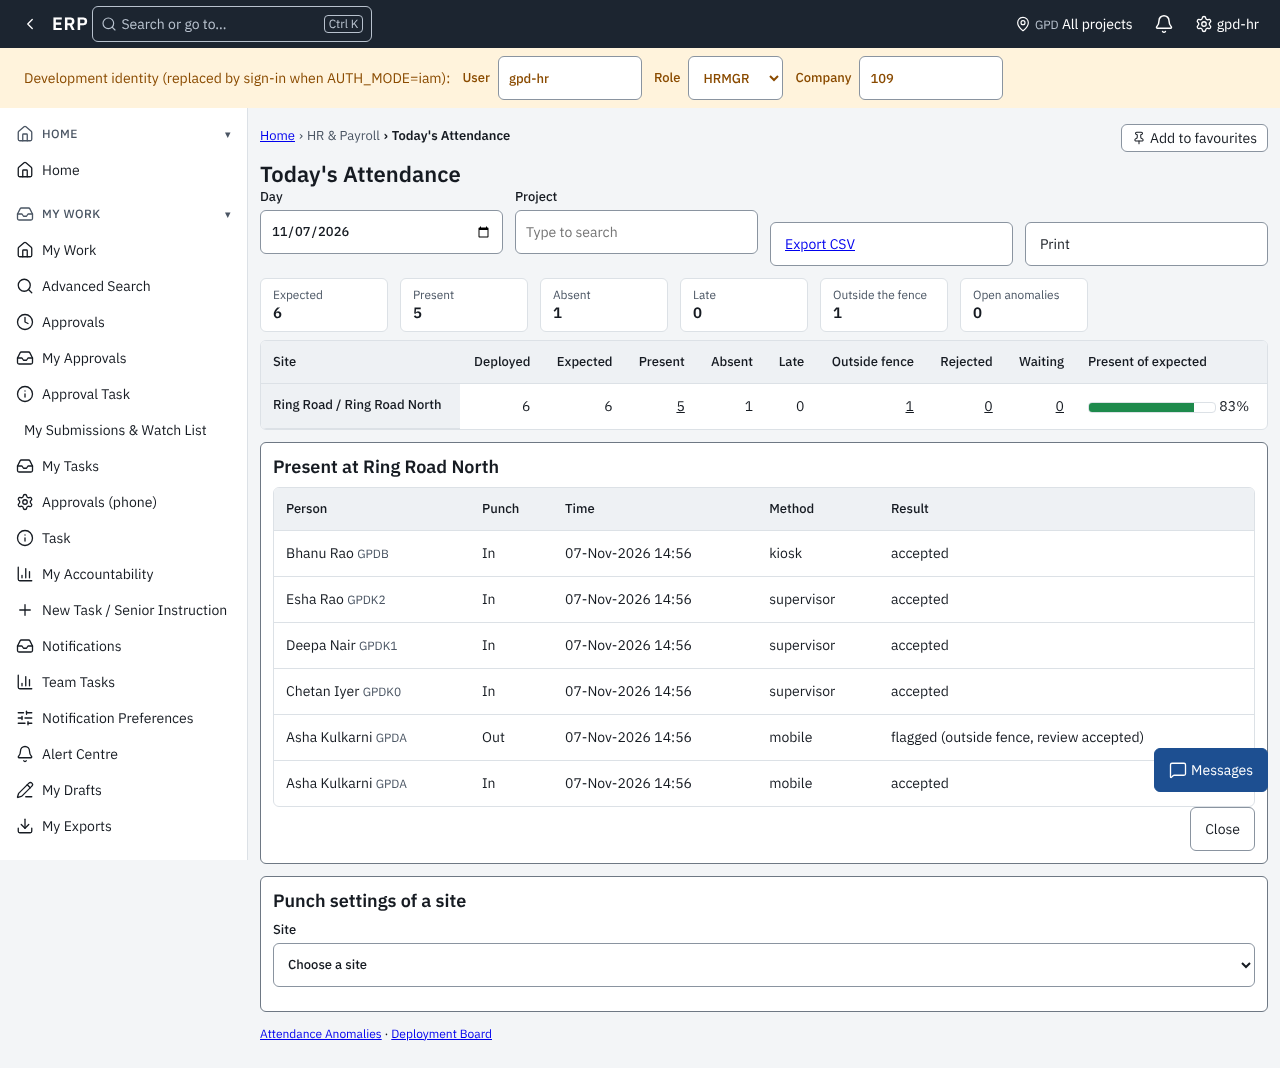 ERP
Search or go to...
Ctrl K
GPD All projects
gpd-hr
Development identity (replaced by sign-in when AUTH_MODE=iam):
User
gpd-hr
Role
HRMGR
Company
109
HOME
Home
MY WORK
My Work
Advanced Search
Approvals
My Approvals
Approval Task
My Submissions & Watch List
My Tasks
Approvals (phone)
Task
My Accountability
New Task / Senior Instruction
Notifications
Team Tasks
Notification Preferences
Alert Centre
My Drafts
My Exports
Home › HR & Payroll › Today's Attendance
Add to favourites
Today's Attendance
Day
11/07/2026
Project
Type to search
Export CSV
Print
Expected
6
Present
5
Absent
1
Late
0
Outside the fence
1
Open anomalies
0
Site Deployed Expected Present Absent Late Outside fence Rejected Waiting Present of expected
Ring Road / Ring Road North 6 6 5 1 0 1 0 0 83%
Present at Ring Road North
Person Punch Time Method Result
Bhanu Rao GPDB In 07-Nov-2026 14:56 kiosk accepted
Esha Rao GPDK2 In 07-Nov-2026 14:56 supervisor accepted
Deepa Nair GPDK1 In 07-Nov-2026 14:56 supervisor accepted
Chetan Iyer GPDK0 In 07-Nov-2026 14:56 supervisor accepted
Asha Kulkarni GPDA Out 07-Nov-2026 14:56 mobile flagged (outside fence, review accepted)
Asha Kulkarni GPDA In 07-Nov-2026 14:56 mobile accepted
Messages
Close
Punch settings of a site
Site
Choose a site
Attendance Anomalies · Deployment Board